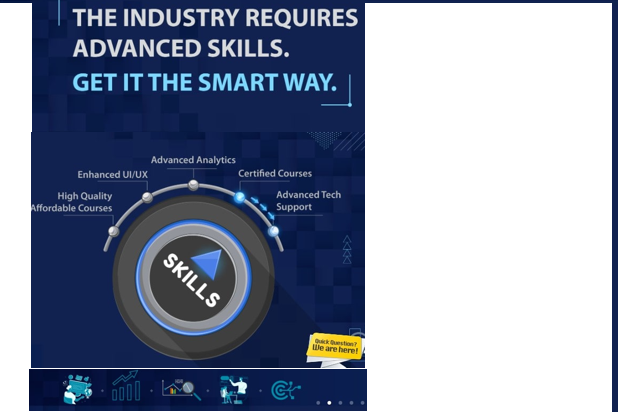 THE INDUSTRY REQUIRES
ADVANCED SKILLS.
GET IT THE SMART WAY.
Advanced Analytics
Enhanced UI/UX
Certified Courses
High Quality
Affordable Courses
Advanced Tech
Support
SKILLS
Quick Question?
We are here!